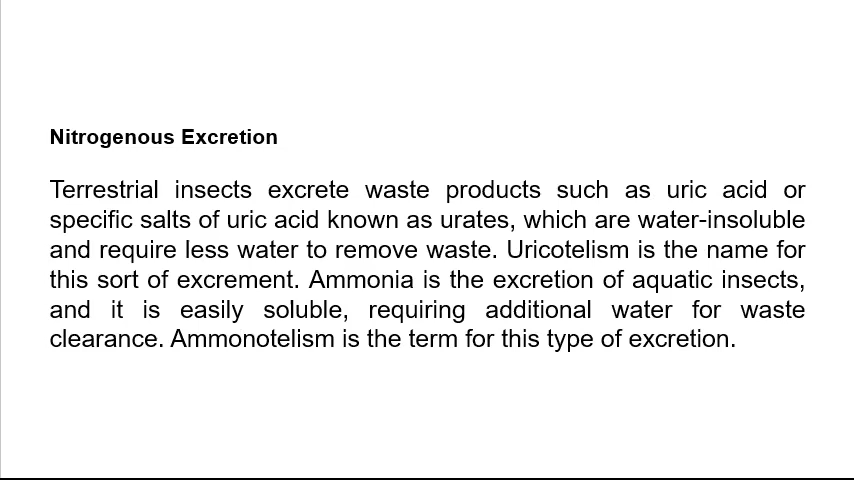 Nitrogenous Excretion
Terrestrial insects excrete waste products such as uric acid or
specific salts of uric acid known as urates, which are water-insoluble
and require less water to remove waste. Uricotelism is the name for
this sort of excrement. Ammonia is the excretion of aquatic insects,
and it is easily soluble, requiring additional water for waste
clearance. Ammonotelism is the term for this type of excretion.